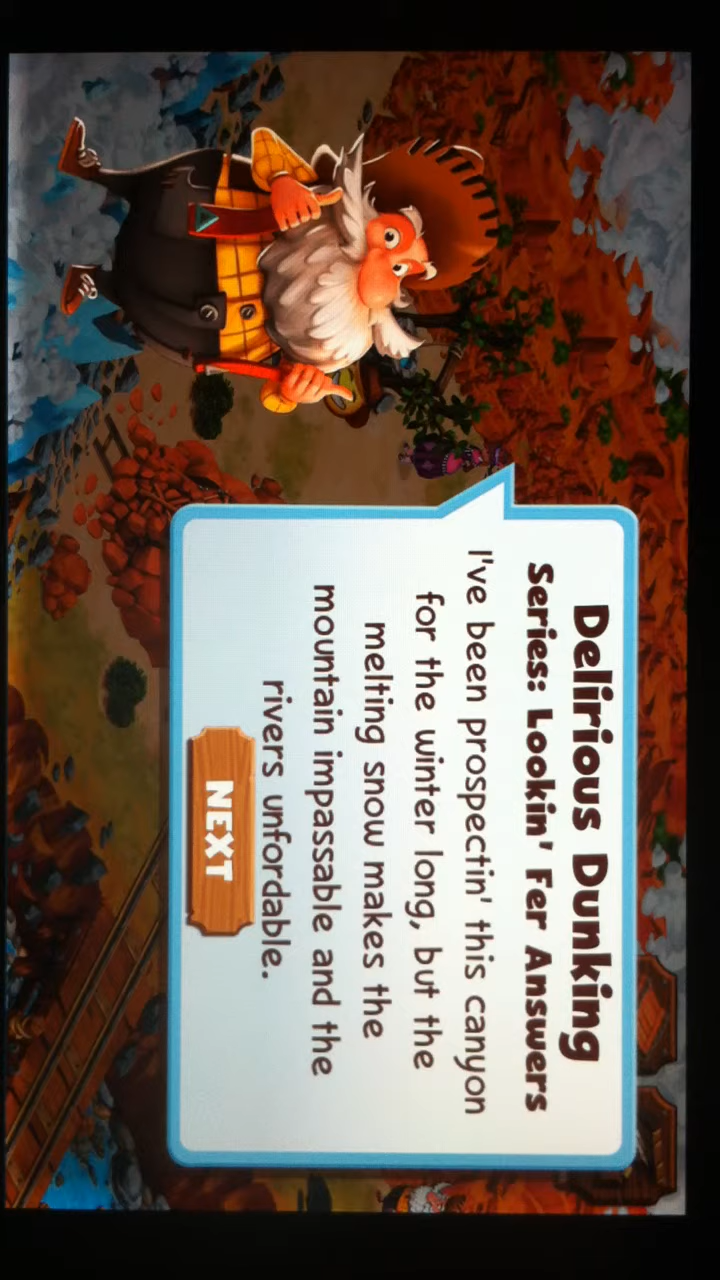 Delirious Dunking
Series: Lookin' Fer Answers
I've been prospectin' this canyon
for the winter long, but the
melting snow makes the
mountain impassable and the
rivers unfordable.
NEXT